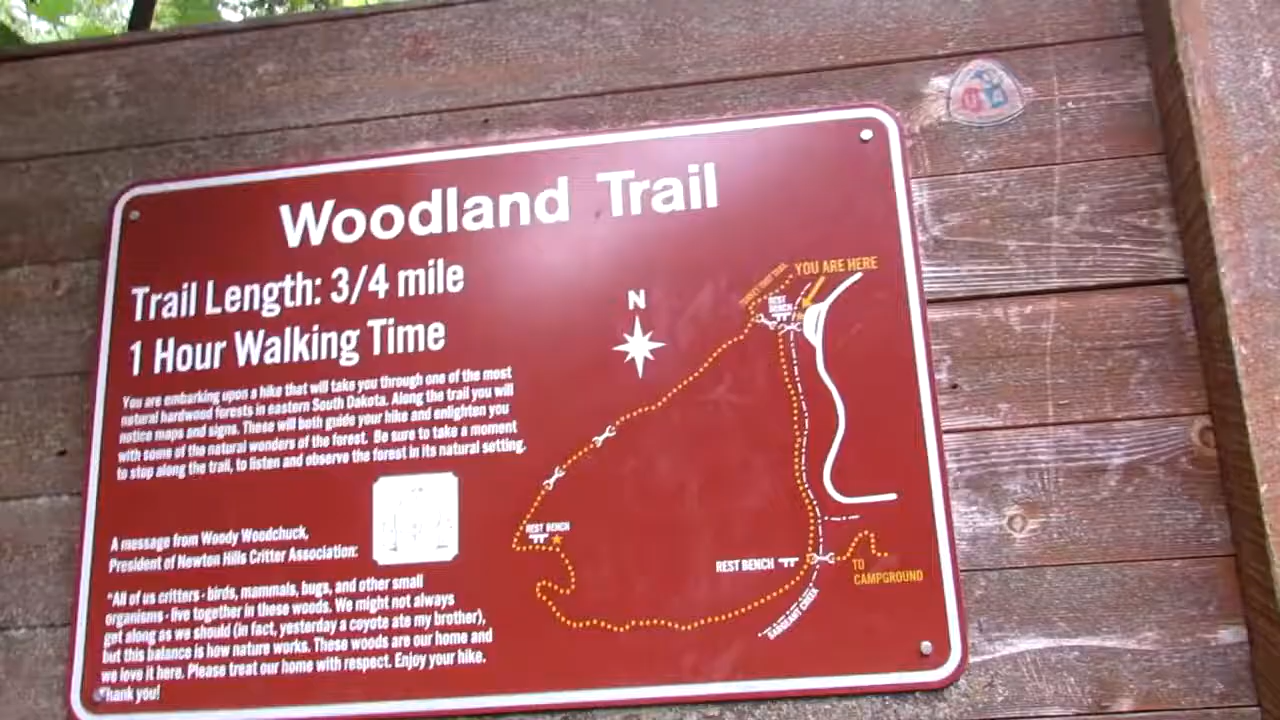 Woodland Trail
Trail Length: 3/4 mile
1 Hour Walking Time
You are embarking upon a hike that will take you through one of the most
natural hardwood forests in eastern South Dakota. Along the trail you will
notice maps and signs. These will both guide your hike and enlighten you
with some of the natural wonders of the forest. Be sure to take a moment
to stop along the trail, to listen and observe the forest in its natural setting.
A message from Woody Woodchuck,
President of Newton Hills Critter Association:
"All of us critters - birds, mammals, bugs, and other small
organisms - live together in these woods. We might not always
get along as we should (in fact, yesterday a coyote ate my brother),
but this balance is how nature works. These woods are our home and
we love it here. Please treat our home with respect. Enjoy your hike.
Thank you!
N
YOU ARE HERE
REST
BENCH
REST BENCH
REST BENCH
TO
CAMPGROUND
SARGEANT CREEK